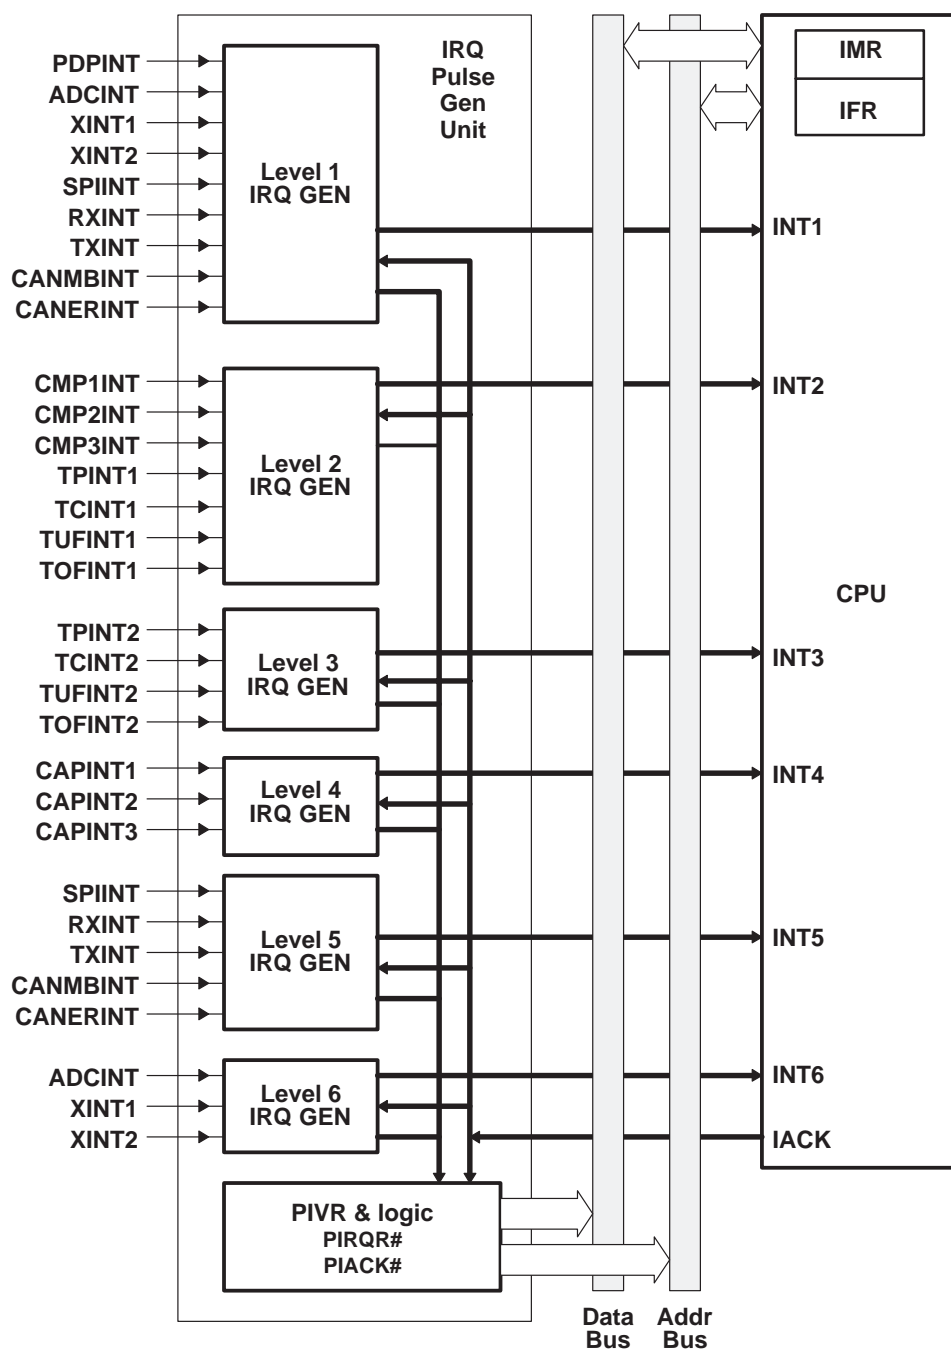 IRQ
Pulse
Gen
Unit
PDPINT
ADCINT
XINT1
XINT2
SPIINT
RXINT
TXINT
CANMBINT
CANERINT
Level 1
IRQ GEN
IMR
IFR
INT1
CMP1INT
CMP2INT
CMP3INT
TPINT1
TCINT1
TUFINT1
TOFINT1
Level 2
IRQ GEN
INT2
CPU
TPINT2
TCINT2
TUFINT2
TOFINT2
Level 3
IRQ GEN
INT3
CAPINT1
CAPINT2
CAPINT3
Level 4
IRQ GEN
INT4
SPIINT
RXINT
TXINT
CANMBINT
CANERINT
Level 5
IRQ GEN
INT5
ADCINT
XINT1
XINT2
Level 6
IRQ GEN
INT6
IACK
PIVR & logic
PIRQR#
PIACK#
Data
Bus
Addr
Bus